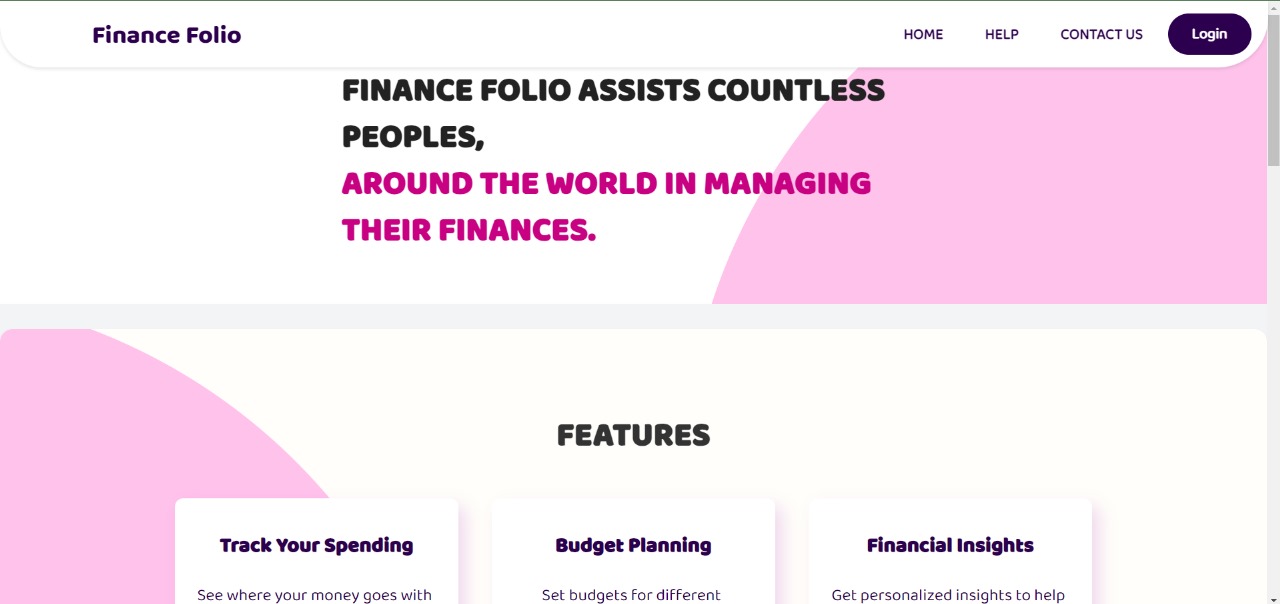 Finance Folio
HOME
HELP
CONTACT US
Login
FINANCE FOLIO ASSISTS COUNTLESS
PEOPLES,
AROUND THE WORLD IN MANAGING
THEIR FINANCES.
FEATURES
Track Your Spending
See where your money goes with
Budget Planning
Set budgets for different
Financial Insights
Get personalized insights to help